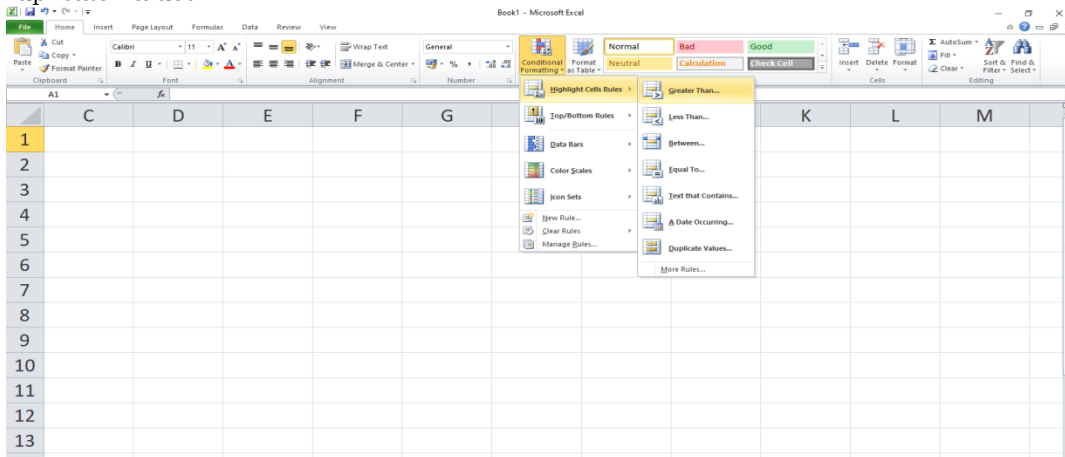 Book1 - Microsoft Excel
File Home Insert Page Layout Formulas Data Review View
Paste
Cut
Copy
Format Painter
Clipboard
Calibri 11 A A
B I U A
Font
Wrap Text
Merge & Center
Alignment
General
% ,
Number
Conditional Formatting
Format as Table
Normal Bad Good
Neutral Calculation Check Cell
Insert Delete Format
Cells
Σ AutoSum
Fill
Clear
Sort & Filter
Find & Select
Editing
A1 fx
C D E F G K L M
Highlight Cells Rules
Top/Bottom Rules
Data Bars
Color Scales
Icon Sets
New Rule...
Clear Rules
Manage Rules...
Greater Than...
Less Than...
Between...
Equal To...
Text that Contains...
A Date Occurring...
Duplicate Values...
More Rules...
1
2
3
4
5
6
7
8
9
10
11
12
13